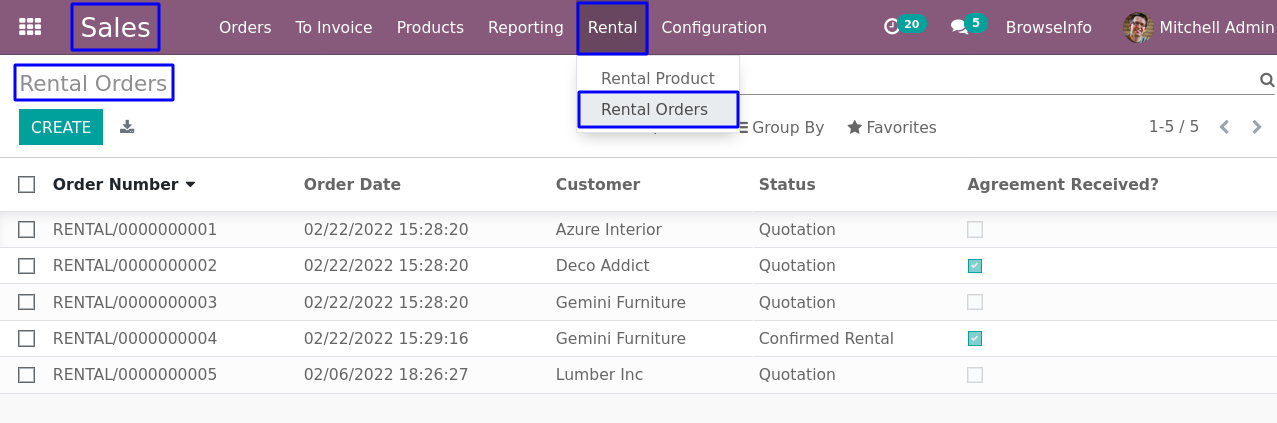 Sales Orders To Invoice Products Reporting Rental Configuration 20 5 BrowseInfo Mitchell Admin
Rental Orders
Rental Product
Rental Orders
CREATE Group By Favorites 1-5 / 5
Order Number Order Date Customer Status Agreement Received?
RENTAL/0000000001 02/22/2022 15:28:20 Azure Interior Quotation
RENTAL/0000000002 02/22/2022 15:28:20 Deco Addict Quotation
RENTAL/0000000003 02/22/2022 15:28:20 Gemini Furniture Quotation
RENTAL/0000000004 02/22/2022 15:29:16 Gemini Furniture Confirmed Rental
RENTAL/0000000005 02/06/2022 18:26:27 Lumber Inc Quotation